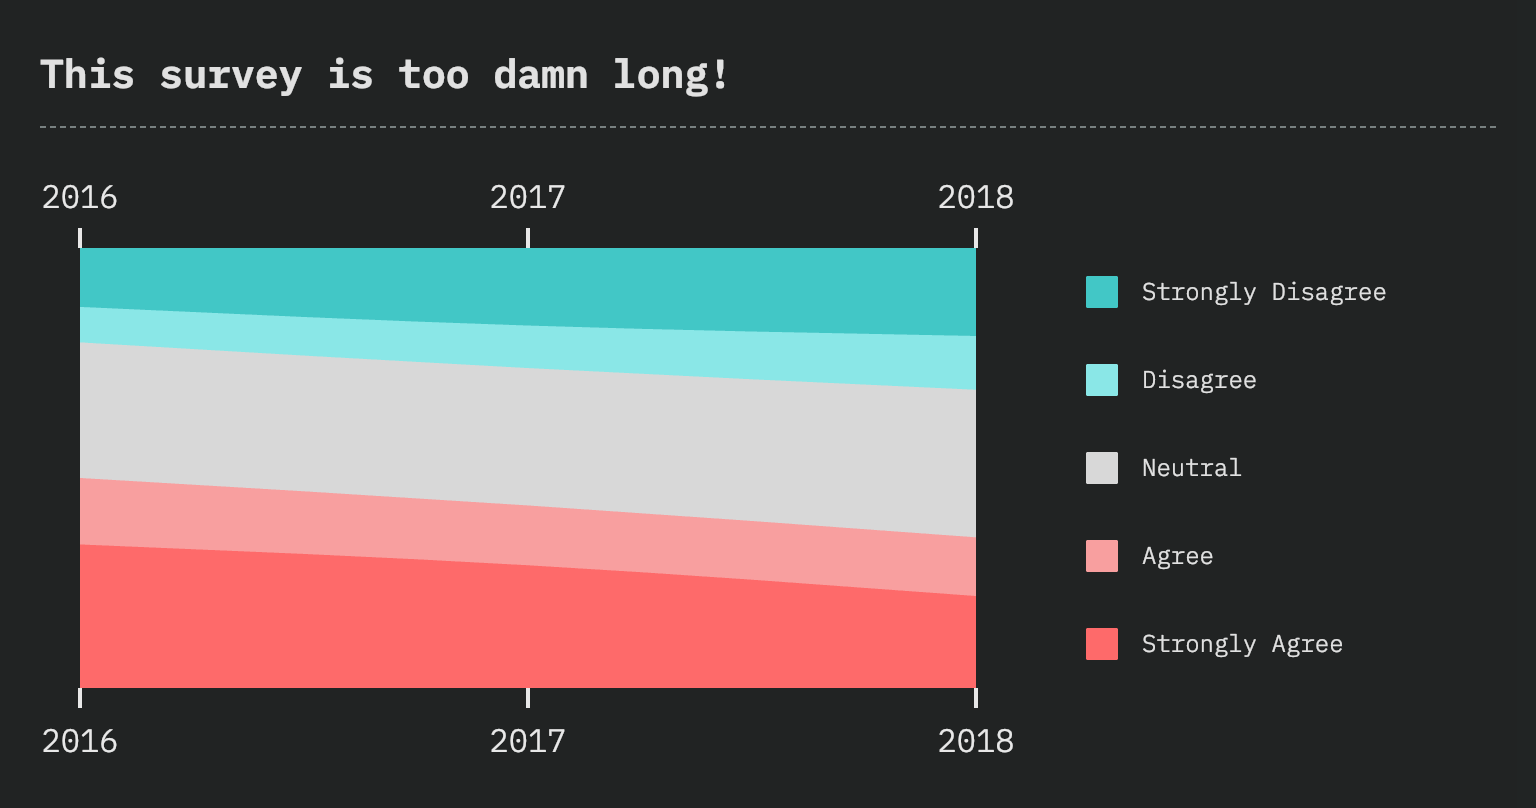 This survey is too damn long!
2016 2017 2018
Strongly Disagree
Disagree
Neutral
Agree
Strongly Agree
2016 2017 2018